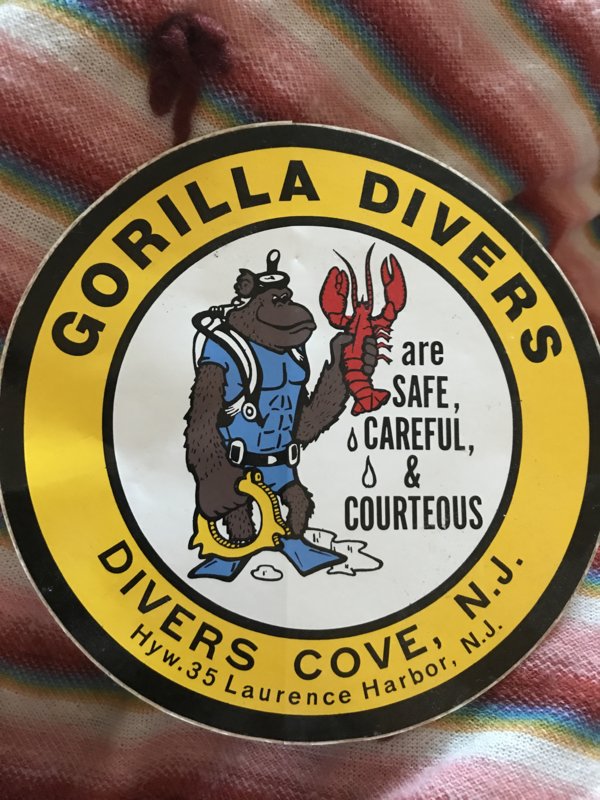 GORILLA DIVERS
are
SAFE,
CAREFUL,
&
COURTEOUS
DIVERS COVE, N.J.
Hyw.35 Laurence Harbor, N.J.